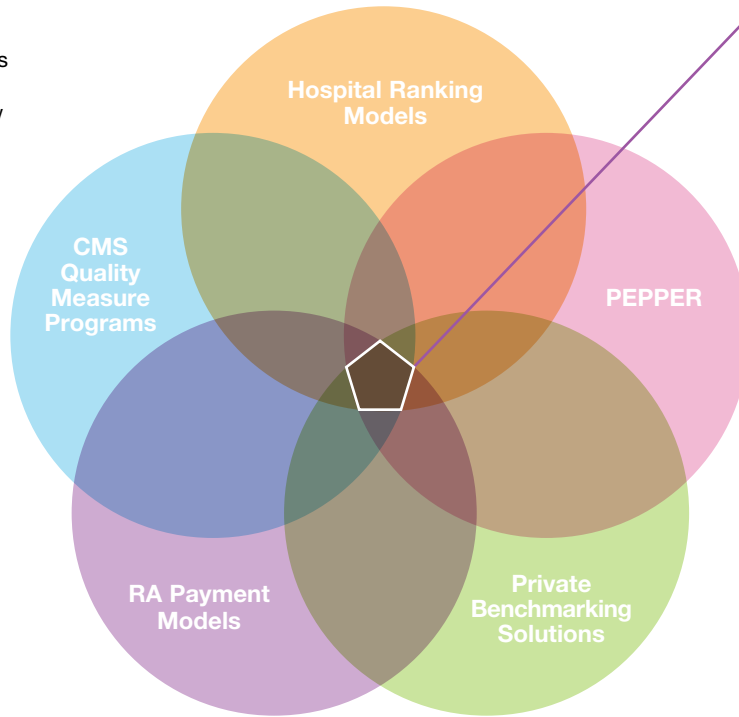 Hospital Ranking
Models
CMS
Quality
Measure
Programs
PEPPER
RA Payment
Models
Private
Benchmarking
Solutions